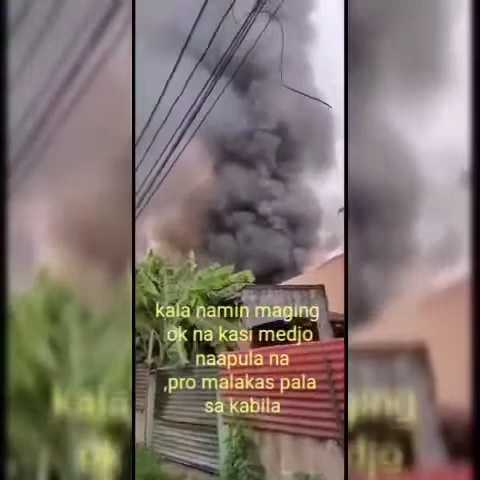 kala namin maging
ok na kasi medjo
naapula na
,pro malakas pala
sa kabila